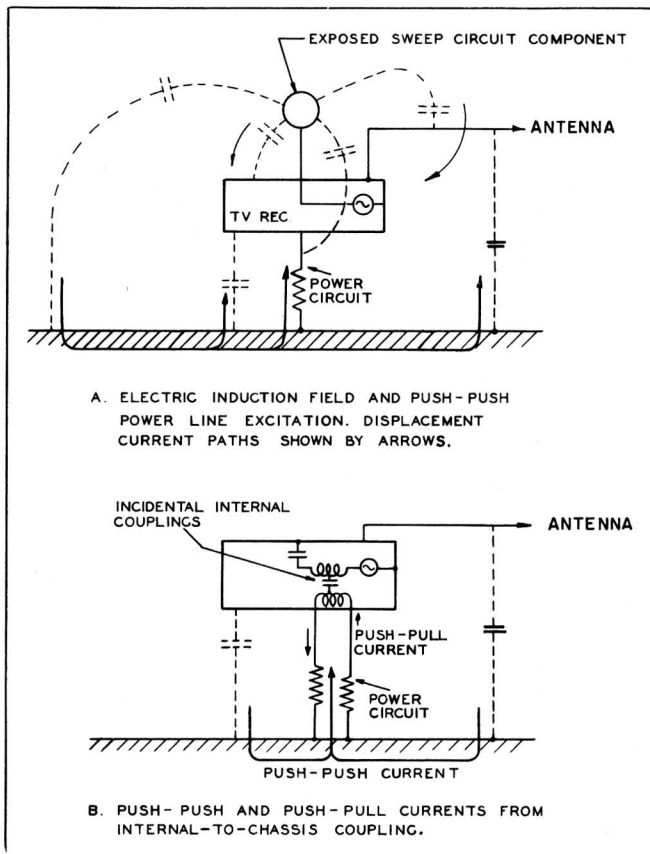 EXPOSED SWEEP CIRCUIT COMPONENT
ANTENNA
TV REC.
POWER
CIRCUIT
A. ELECTRIC INDUCTION FIELD AND PUSH-PUSH
POWER LINE EXCITATION. DISPLACEMENT
CURRENT PATHS SHOWN BY ARROWS.
INCIDENTAL INTERNAL
COUPLINGS
ANTENNA
PUSH-PULL
CURRENT
POWER
CIRCUIT
PUSH-PUSH CURRENT
B. PUSH-PUSH AND PUSH-PULL CURRENTS FROM
INTERNAL-TO-CHASSIS COUPLING.